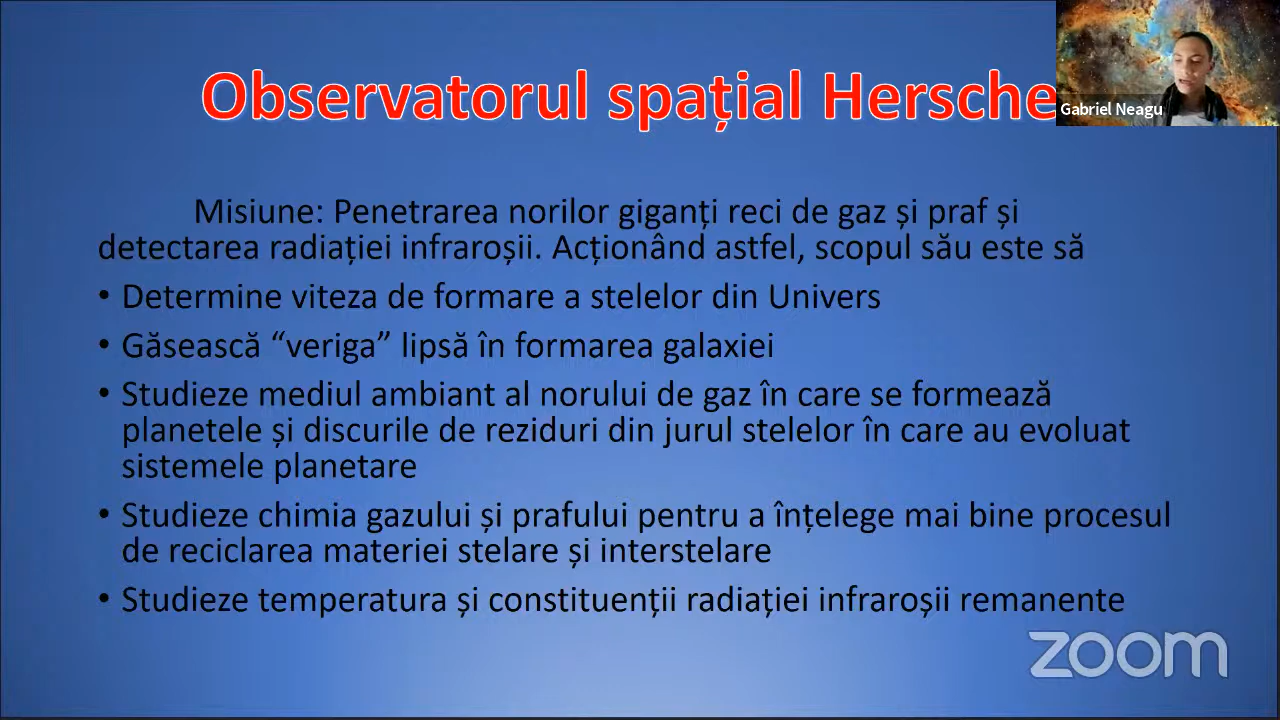 Observatorul spațial Hersche
Gabriel Neagu
Misiune: Penetrarea norilor giganți reci de gaz și praf și
detectarea radiației infraroșii. Acționând astfel, scopul său este să
• Determine viteza de formare a stelelor din Univers
• Găsească “veriga” lipsă în formarea galaxiei
• Studieze mediul ambiant al norului de gaz în care se formează
planetele și discurile de reziduri din jurul stelelor în care au evoluat
sistemele planetare
• Studieze chimia gazului și prafului pentru a înțelege mai bine procesul
de reciclarea materiei stelare și interstelare
• Studieze temperatura și constituenții radiației infraroșii remanente
zoom